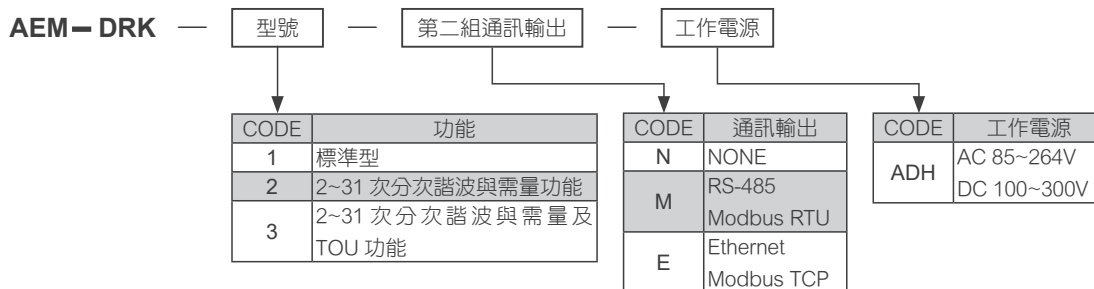 AEM－DRK — 型號 — 第二組通訊輸出 — 工作電源
CODE 功能
1 標準型
2 2~31 次分次諧波與需量功能
3 2~31 次分次諧波與需量及
TOU 功能
CODE 通訊輸出
N NONE
M RS-485
Modbus RTU
E Ethernet
Modbus TCP
CODE 工作電源
ADH AC 85~264V
DC 100~300V